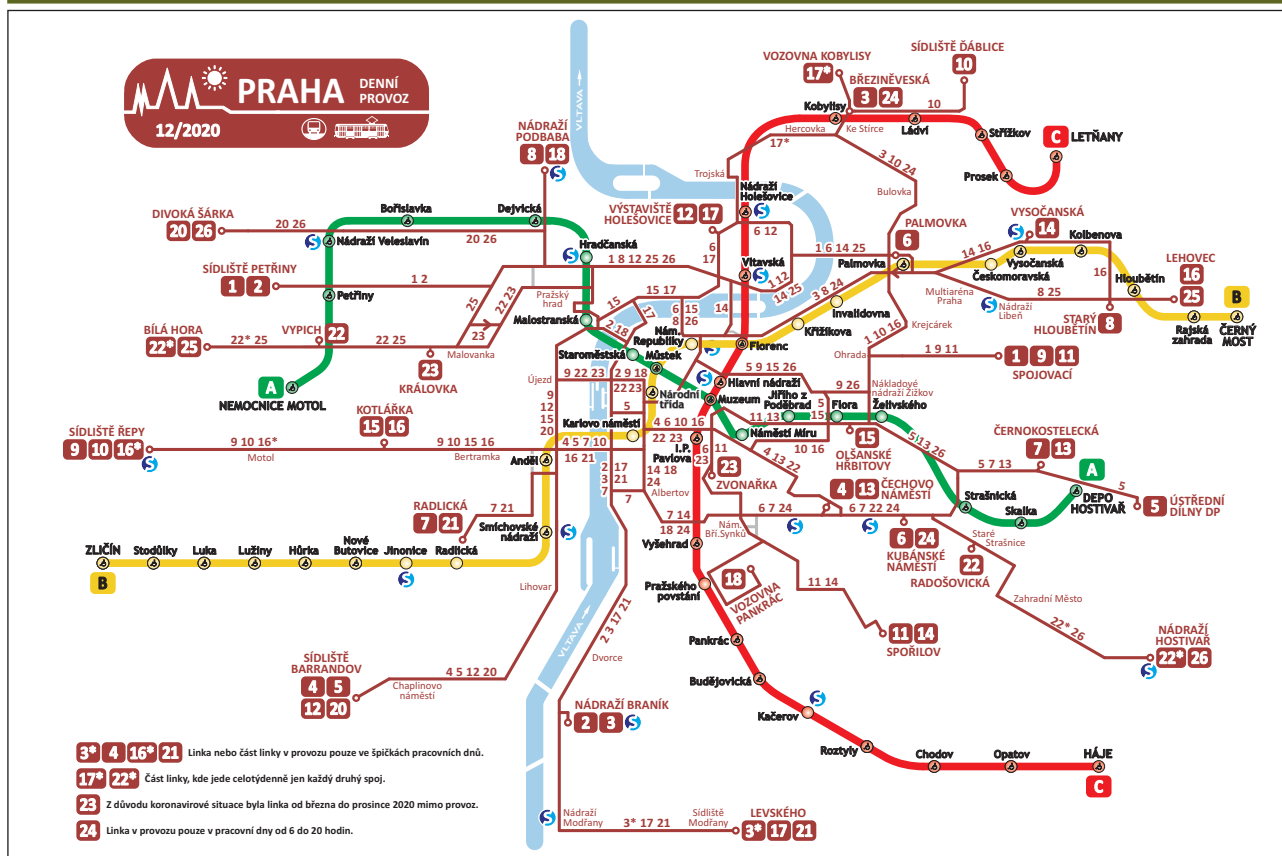 PRAHA
DENNÍ
PROVOZ
12/2020
VLTAVA
VOZOVNA KOBYLISY
17*
BŘEZINĚVESKÁ
3 24
SÍDLIŠTĚ ĎÁBLICE
10
Kobylisy
10
Hercovka
Ke Stírce
Ládví
Střížkov
C LETŇANY
Prosek
17*
3 10 24
Trojská
Bulovka
NÁDRAŽÍ
PODBABA
8 18
S
DIVOKÁ ŠÁRKA
20 26
20 26
Bořislavka
Dejvická
20 26
S
Nádraží Veleslavín
Hradčanská
S
VÝSTAVIŠTĚ
HOLEŠOVICE
12 17
Nádraží
Holešovice
S
6 12
6
17
PALMOVKA
6
VYSOČANSKÁ
S
14
Kolbenova
14 16
Vysočanská
Českomoravská
LEHOVEC
16
25
SÍDLIŠTĚ PETŘINY
1 2
1 2
Petřiny
1 8 12 25 26
Vltavská
S
1 12
14 25
1 6 14 25
Palmovka
3 8 24
Invalidovna
Křižíkova
Multiaréna
Praha
16
Hloubětín
8 25
S
Nádraží
Libeň
STARÝ
HLOUBĚTÍN
8
Rajská
zahrada
B
ČERNÝ
MOST
Pražský
hrad
15
15 17
17
6 15
8 26
14
25
22 23
23
Malostranská
2 18
BÍLÁ HORA
22* 25
22* 25
VYPICH
22
22 25
Malovanka
23
KRÁLOVKA
A
NEMOCNICE MOTOL
Nám.
Republiky
S
Staroměstská
Můstek
Florenc
Krejcárek
1 10 16
Ohrada
1 9 11
1 9 11
SPOJOVACÍ
Újezd
9 22 23
2 9 18
22 23
5
Národní
třída
S
Hlavní nádraží
5 9 15 26
Muzeum
9 26
Nákladové
nádraží Žižkov
Jiřího z
Poděbrad
5
15
Flora
Želivského
11 13
9
12
15
20
KOTLÁŘKA
15 16
SÍDLIŠTĚ ŘEPY
9 10 16*
S
9 10 16*
Motol
9 10 15 16
Bertramka
Karlovo náměstí
4 5 7 10
16 21
Anděl
4 6 10 16
22 23
I.P.
Pavlova
23
6
11
Náměstí Míru
10 16
15
OLŠANSKÉ
HŘBITOVY
5 13 26
ČERNOKOSTELECKÁ
7 13
5 7 13
5
A
DEPO
HOSTIVAŘ
5
ÚSTŘEDNÍ
DÍLNY DP
2 17
3 21
7
7
14 18
24
Albertov
23
ZVONAŘKA
4 13 22
4 13
ČECHOVO
NÁMĚSTÍ
Strašnická
Skalka
RADLICKÁ
7 21
7 21
Smíchovské
nádraží
S
7 14
18 24
Vyšehrad
Nám.
Bří.Synků
6 7 24
S
6 7 22 24
S
6 24
KUBÁNSKÉ
NÁMĚSTÍ
Staré
Strašnice
22
RADOŠOVICKÁ
ZLIČÍN
B
Stodůlky
Luka
Lužiny
Hůrka
Nové
Butovice
Jinonice
S
Radlická
Lihovar
Pražského
povstání
18
VOZOVNA
PANKRÁC
11 14
11 14
SPOŘILOV
Zahradní Město
22* 26
NÁDRAŽÍ
HOSTIVAŘ
S
22* 26
VLTAVA
2 3 17 21
Dvorce
Pankrác
Budějovická
S
Kačerov
Roztyly
Chodov
Opatov
HÁJE
C
SÍDLIŠTĚ
BARRANDOV
4 5
12 20
4 5 12 20
Chaplinovo
náměstí
NÁDRAŽÍ BRANÍK
2 3 S
S
Nádraží
Modřany
3* 17 21
Sídliště
Modřany
LEVSKÉHO
3* 17 21
3* 4 16* 21 Linka nebo část linky v provozu pouze ve špičkách pracovních dnů.
17* 22* Část linky, kde jede celotýdenně jen každý druhý spoj.
23 Z důvodu koronavirové situace byla linka od března do prosince 2020 mimo provoz.
24 Linka v provozu pouze v pracovní dny od 6 do 20 hodin.